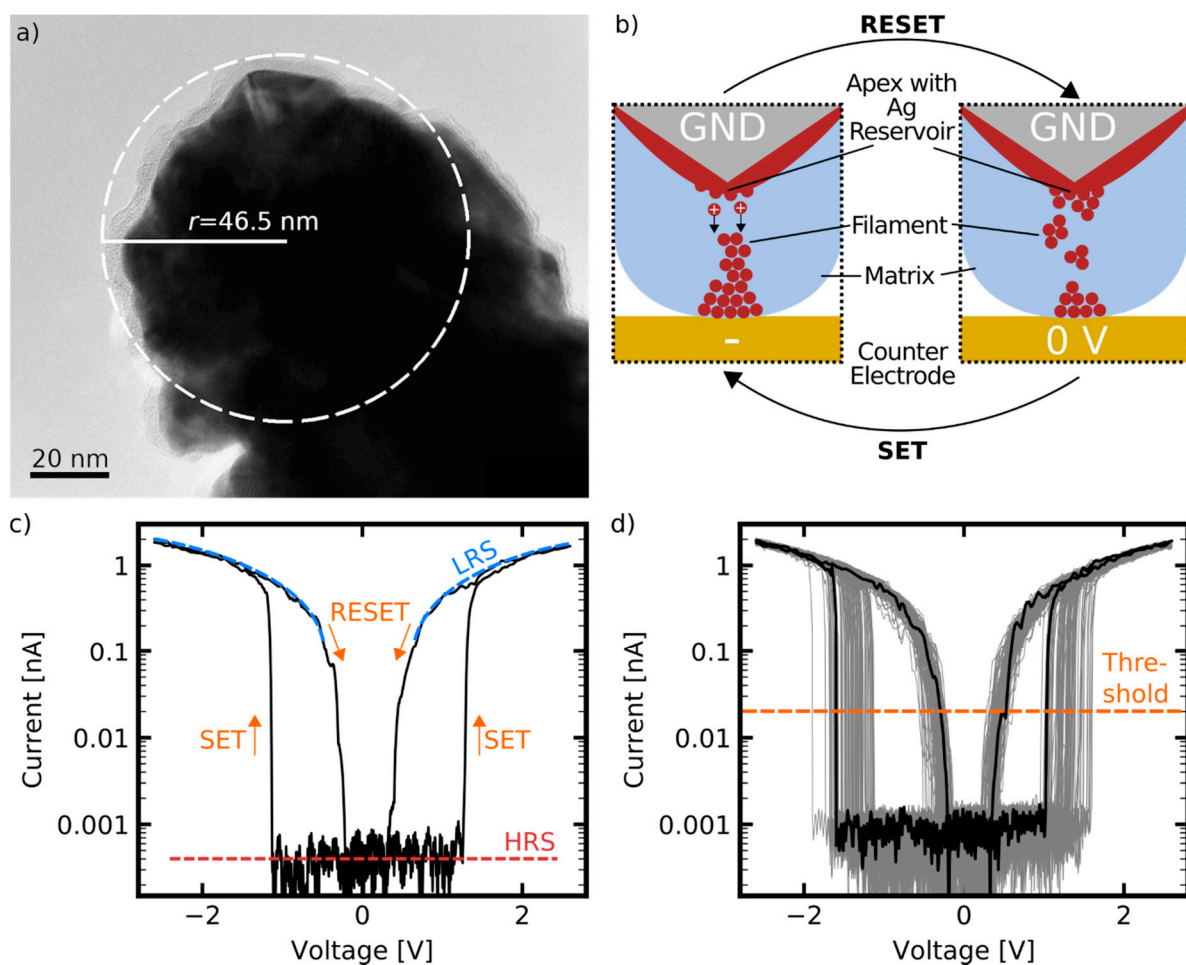 a)
r=46.5 nm
20 nm
b)
RESET
Apex with
Ag
Reservoir
GND
GND
Filament
Matrix
-
0 V
Counter
Electrode
SET
c)
Current [nA]
1
0.1
0.01
0.001
LRS
RESET
SET
SET
HRS
−2
0
2
Voltage [V]
d)
Current [nA]
1
0.1
0.01
0.001
Thre-
shold
−2
0
2
Voltage [V]